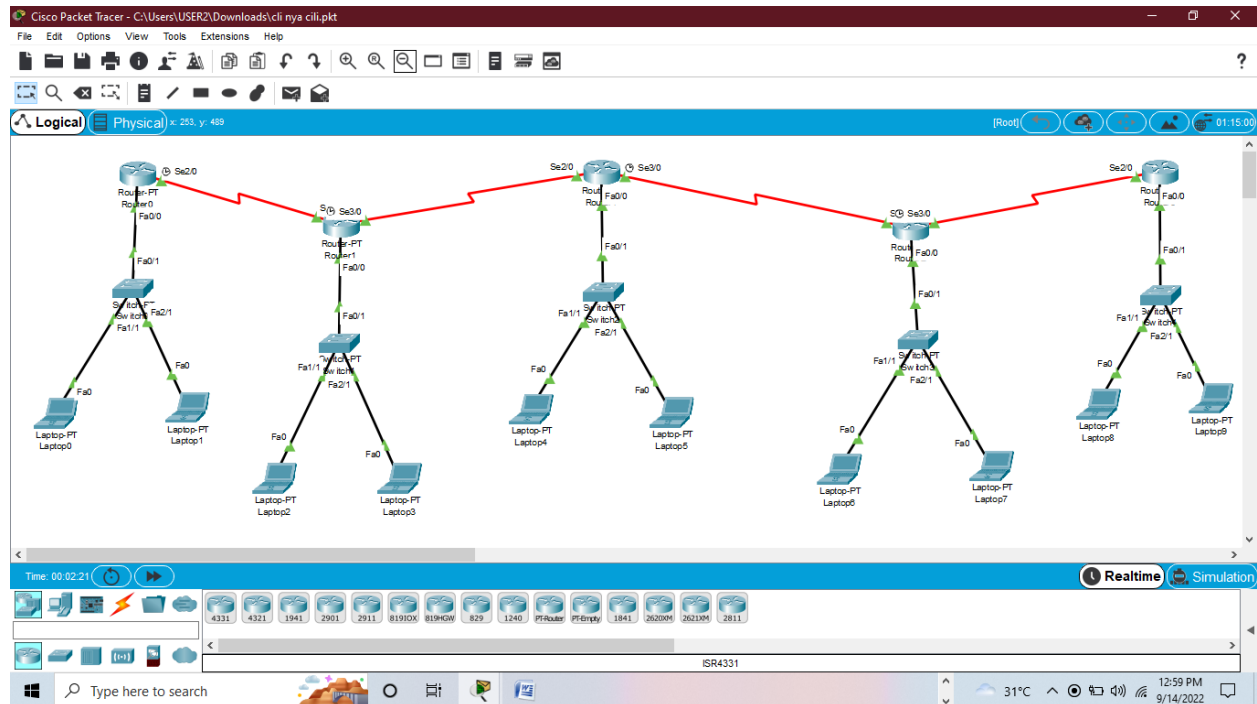 Cisco Packet Tracer - C:\Users\USER2\Downloads\cli nya cili.pkt
File Edit Options View Tools Extensions Help
?
Logical Physical x: 253, y: 489 [Root] 01:15:00
Se2/0 Se2/0 Se3/0 Se2/0
Router-PT
Router0
Fa0/0
Fa0/1
Fa1/1 Fa2/1
Fa0 Fa0
Laptop-PT
Laptop0
Laptop-PT
Laptop1
Se3/0
Router-PT
Router1
Fa0/0
Fa0/1
Fa1/1
Fa2/1
Fa0 Fa0
Laptop-PT
Laptop2
Laptop-PT
Laptop3
Fa0/0
Fa0/1
Fa1/1
Fa2/1
Fa0 Fa0
Laptop-PT
Laptop4
Laptop-PT
Laptop5
Se3/0
Fa0/0
Fa0/1
Fa1/1
Fa2/1
Fa0 Fa0
Laptop-PT
Laptop6
Laptop-PT
Laptop7
Fa0/0
Fa0/1
Fa1/1
Fa2/1
Fa0 Fa0
Laptop-PT
Laptop8
Laptop-PT
Laptop9
Time: 00:02:21 Realtime Simulation
4331 4321 1941 2901 2911 819IOX 819HGW 829 1240 PT-Router PT-Empty 1841 2620XM 2621XM 2811
ISR4331
Type here to search 31°C 12:59 PM
9/14/2022